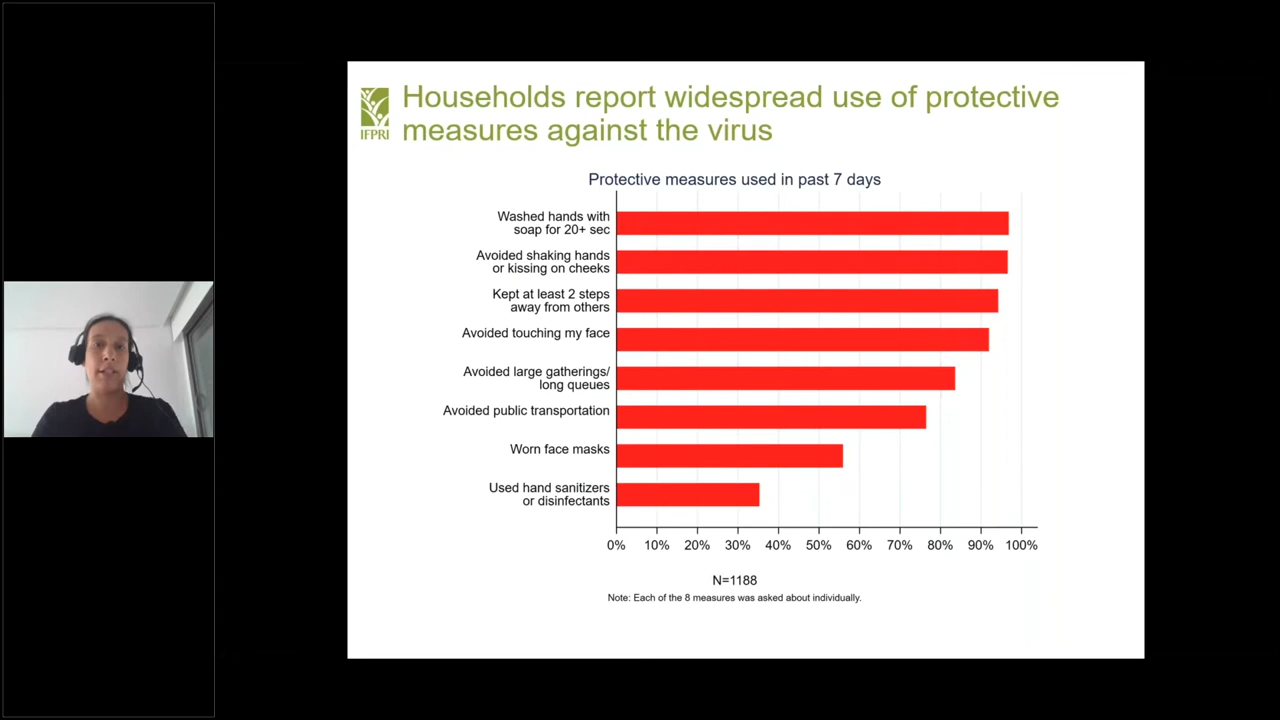 Households report widespread use of protective
measures against the virus
IFPRI
Protective measures used in past 7 days
Washed hands with
soap for 20+ sec
Avoided shaking hands
or kissing on cheeks
Kept at least 2 steps
away from others
Avoided touching my face
Avoided large gatherings/
long queues
Avoided public transportation
Worn face masks
Used hand sanitizers
or disinfectants
0% 10% 20% 30% 40% 50% 60% 70% 80% 90% 100%
N=1188
Note: Each of the 8 measures was asked about individually.